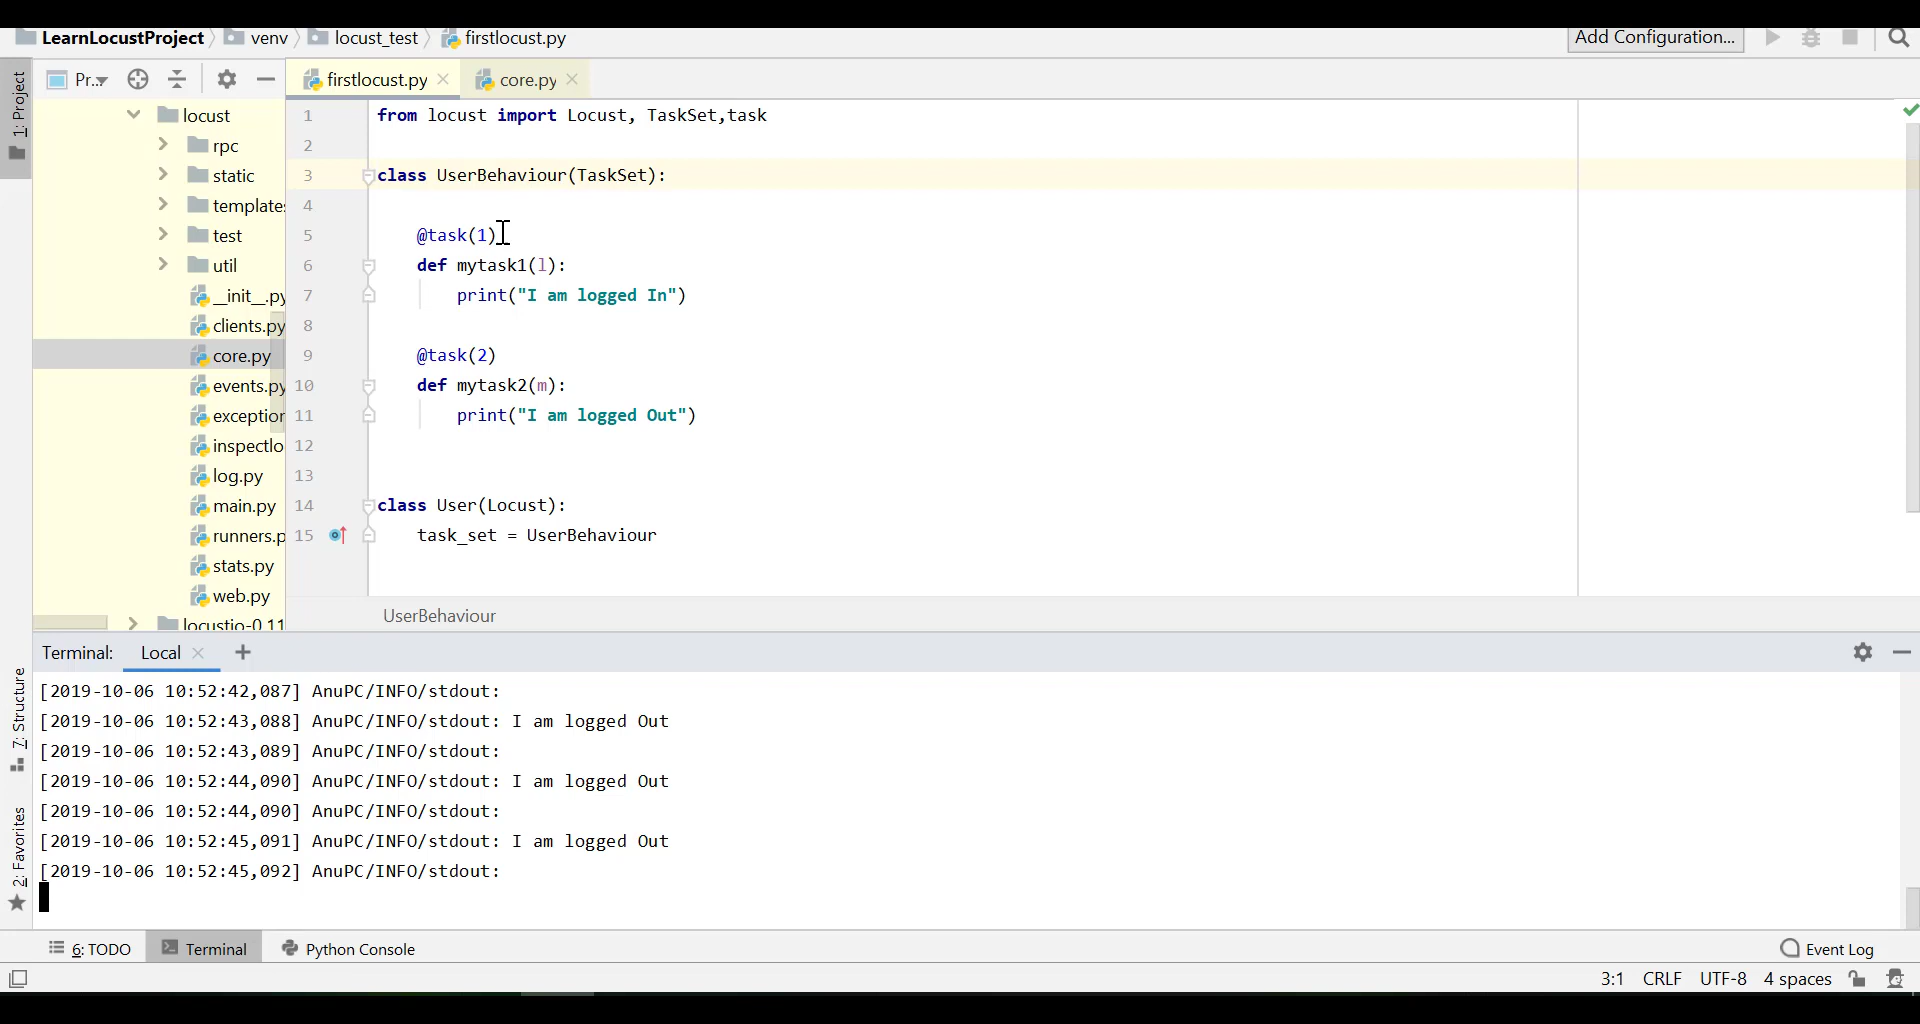 LearnLocustProject venv locust_test firstlocust.py Add Configuration...
1: Project
Pr..
firstlocust.py core.py
locust
rpc
static
templates
test
util
__init__.py
clients.py
core.py
events.py
exception
inspectlo
log.py
main.py
runners.p
stats.py
web.py
locustio-0.11
1 from locust import Locust, TaskSet,task
2
3 class UserBehaviour(TaskSet):
4
5 @task(1)
6 def mytask1(l):
7 print("I am logged In")
8
9 @task(2)
10 def mytask2(m):
11 print("I am logged Out")
12
13
14 class User(Locust):
15 task_set = UserBehaviour
UserBehaviour
Terminal: Local
7: Structure
2: Favorites
[2019-10-06 10:52:42,087] AnuPC/INFO/stdout:
[2019-10-06 10:52:43,088] AnuPC/INFO/stdout: I am logged Out
[2019-10-06 10:52:43,089] AnuPC/INFO/stdout:
[2019-10-06 10:52:44,090] AnuPC/INFO/stdout: I am logged Out
[2019-10-06 10:52:44,090] AnuPC/INFO/stdout:
[2019-10-06 10:52:45,091] AnuPC/INFO/stdout: I am logged Out
[2019-10-06 10:52:45,092] AnuPC/INFO/stdout:
6: TODO Terminal Python Console Event Log
3:1 CRLF UTF-8 4 spaces